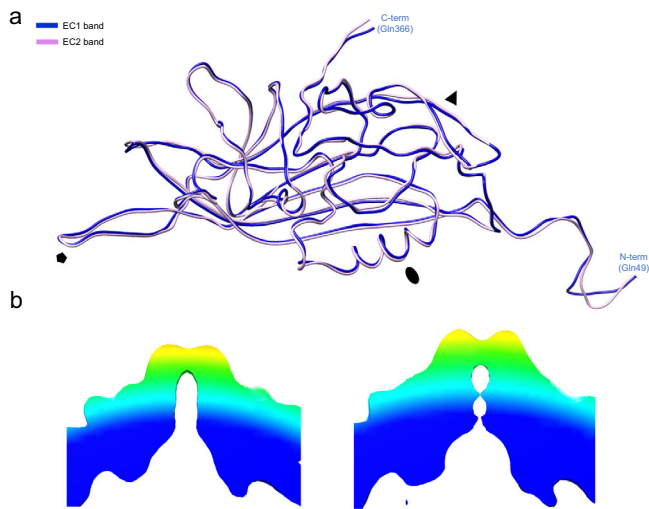 a
EC1 band
EC2 band
C-term
(Gln366)
N-term
(Gln49)
b